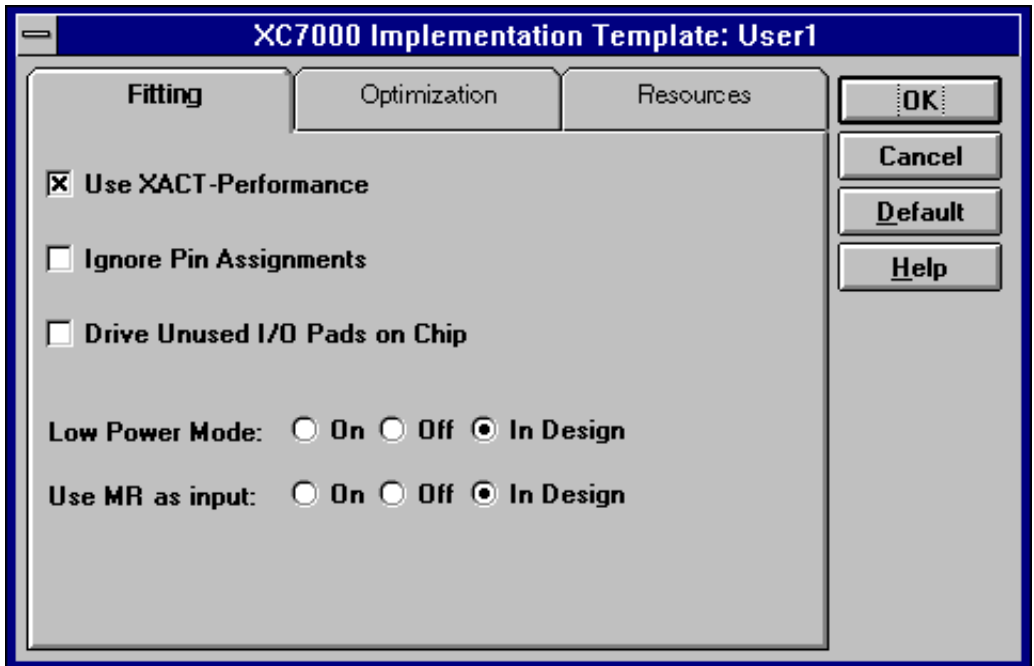 XC7000 Implementation Template: User1
Fitting Optimization Resources
OK
Cancel
Default
Help
Use XACT-Performance
Ignore Pin Assignments
Drive Unused I/O Pads on Chip
Low Power Mode: On Off In Design
Use MR as input: On Off In Design